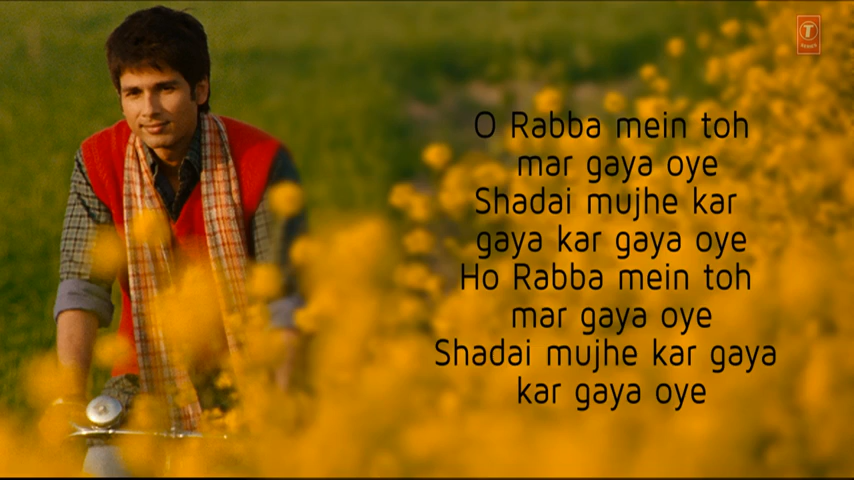 T
SERIES
O Rabba mein toh
mar gaya oye
Shadai mujhe kar
gaya kar gaya oye
Ho Rabba mein toh
mar gaya oye
Shadai mujhe kar gaya
kar gaya oye